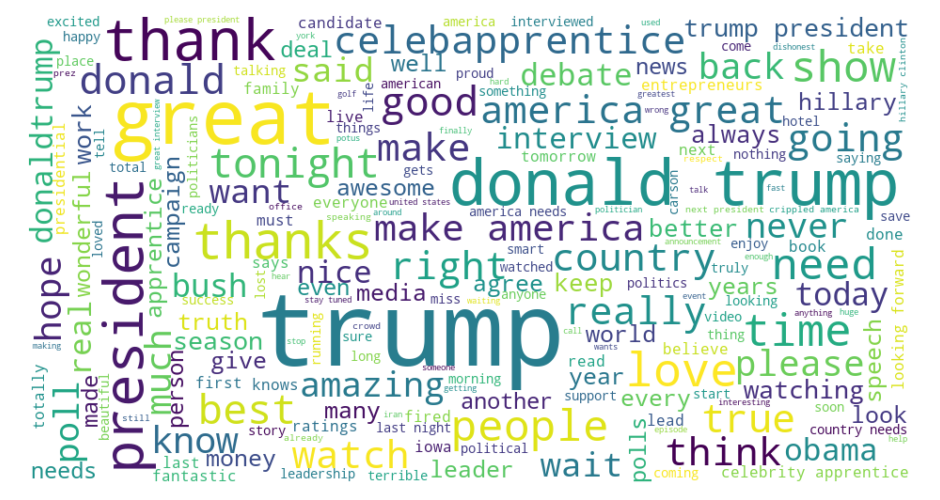 excited
please president
thank
candidate
america
interviewed
used
trump president
happy
york
celebapprentice
come
dishonest
place
prez
donald
talking
said
deal
well
proud
debate
news
back
show
take
hillary clinton
family
american
something
hard
greatest
entrepreneurs
hillary
donaldtrump
presidential
work
tell
great
great interview
politicians
golf
life
live
things
potus
good
america
wrong
great
hotel
always
going
total
finally
make
interview
next
nothing
saying
wonderful
tonight
gets
tomorrow
respect
want
awesome
donald
carson
talk
fast
trump
real
president
campaign
ready
office
everyone
united states
politician
next president
crippled america
save
loved
must
speaking
around
america needs
better
never
done
apprentice
thanks
make america
smart
announcement
enjoy
book
hope
says
nice
right
watched
country
enough
truly
need
bush
lost
hear
even
stay tuned
agree
anyone
keep
politics
years
looking
today
looking forward
success
media
miss
event
video
anything
huge
truth
trump
waiting
really
time
much
season
running
crowd
call
thing
making
stop
sure
world
wants
believe
speech
please
totally
poll
made
person
give
long
someone
read
love
beautiful
first
knows
amazing
morning
getting
year
support
every
start
interesting
watching
best
many
another
true
soon
look
still
ratings
iran
fired
people
lead
country needs
know
story
last night
iowa
political
polls
episode
help
already
watch
think
obama
needs
last
money
leader
wait
fantastic
leadership
terrible
coming
celebrity apprentice